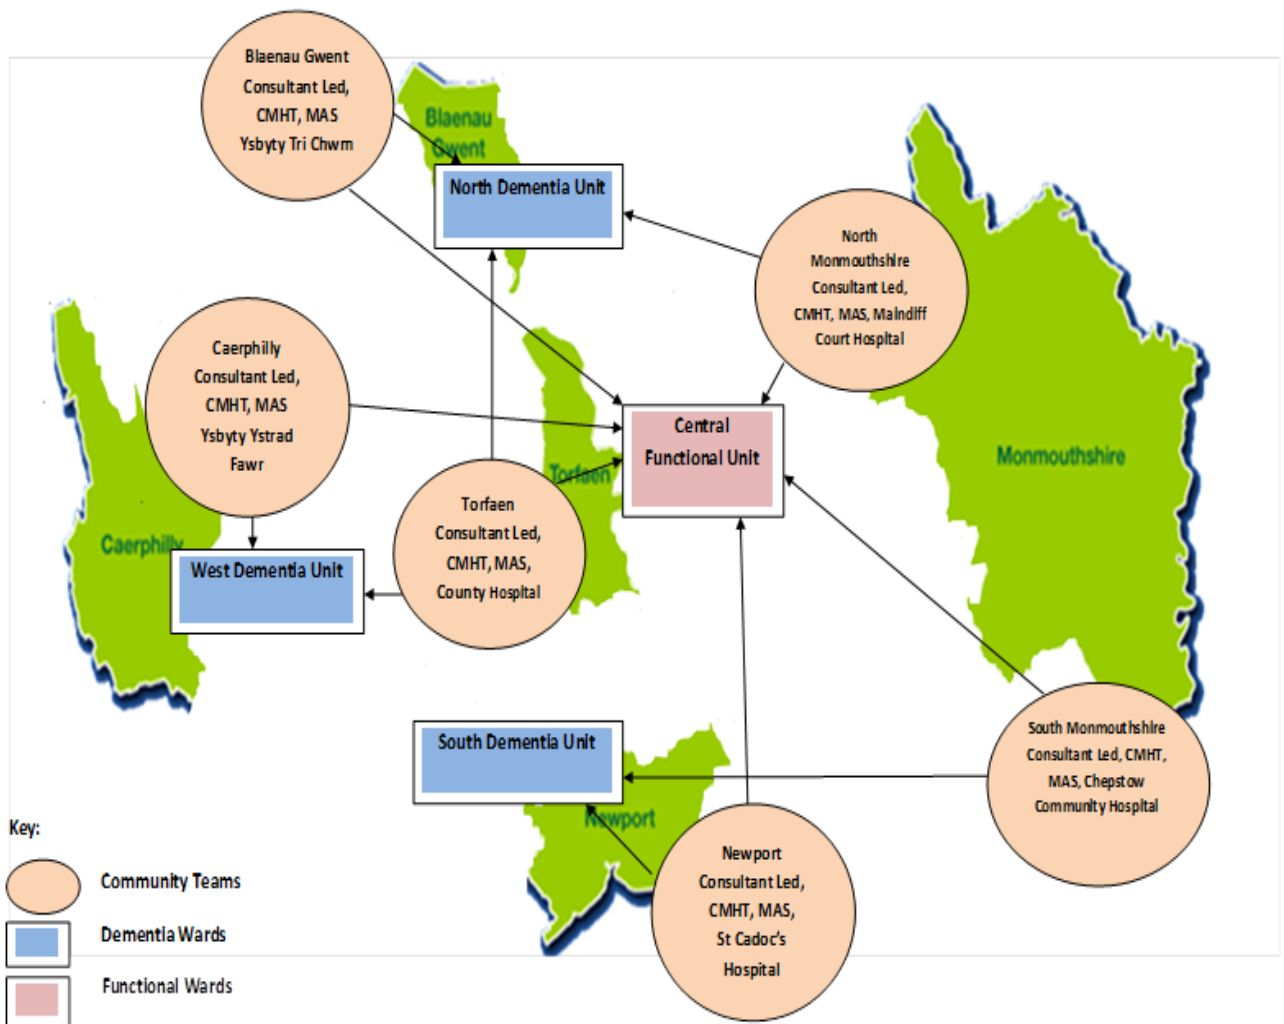 Blaenau Gwent
Consultant Led,
CMHT, MAS
Ysbyty Tri Chwm
Blaenau
Gwent
North Dementia Unit
North
Monmouthshire
Consultant Led,
CMHT, MAS, Maindiff
Court Hospital
Caerphilly
Consultant Led,
CMHT, MAS
Ysbyty Ystrad
Fawr
Central
Functional Unit
Monmouthshire
Torfaen
Torfaen
Consultant Led,
CMHT, MAS,
County Hospital
Caerphilly
West Dementia Unit
South Dementia Unit
South Monmouthshire
Consultant Led, CMHT,
MAS, Chepstow
Community Hospital
Newport
Newport
Consultant Led,
CMHT, MAS,
St Cadoc's
Hospital
Key:
Community Teams
Dementia Wards
Functional Wards